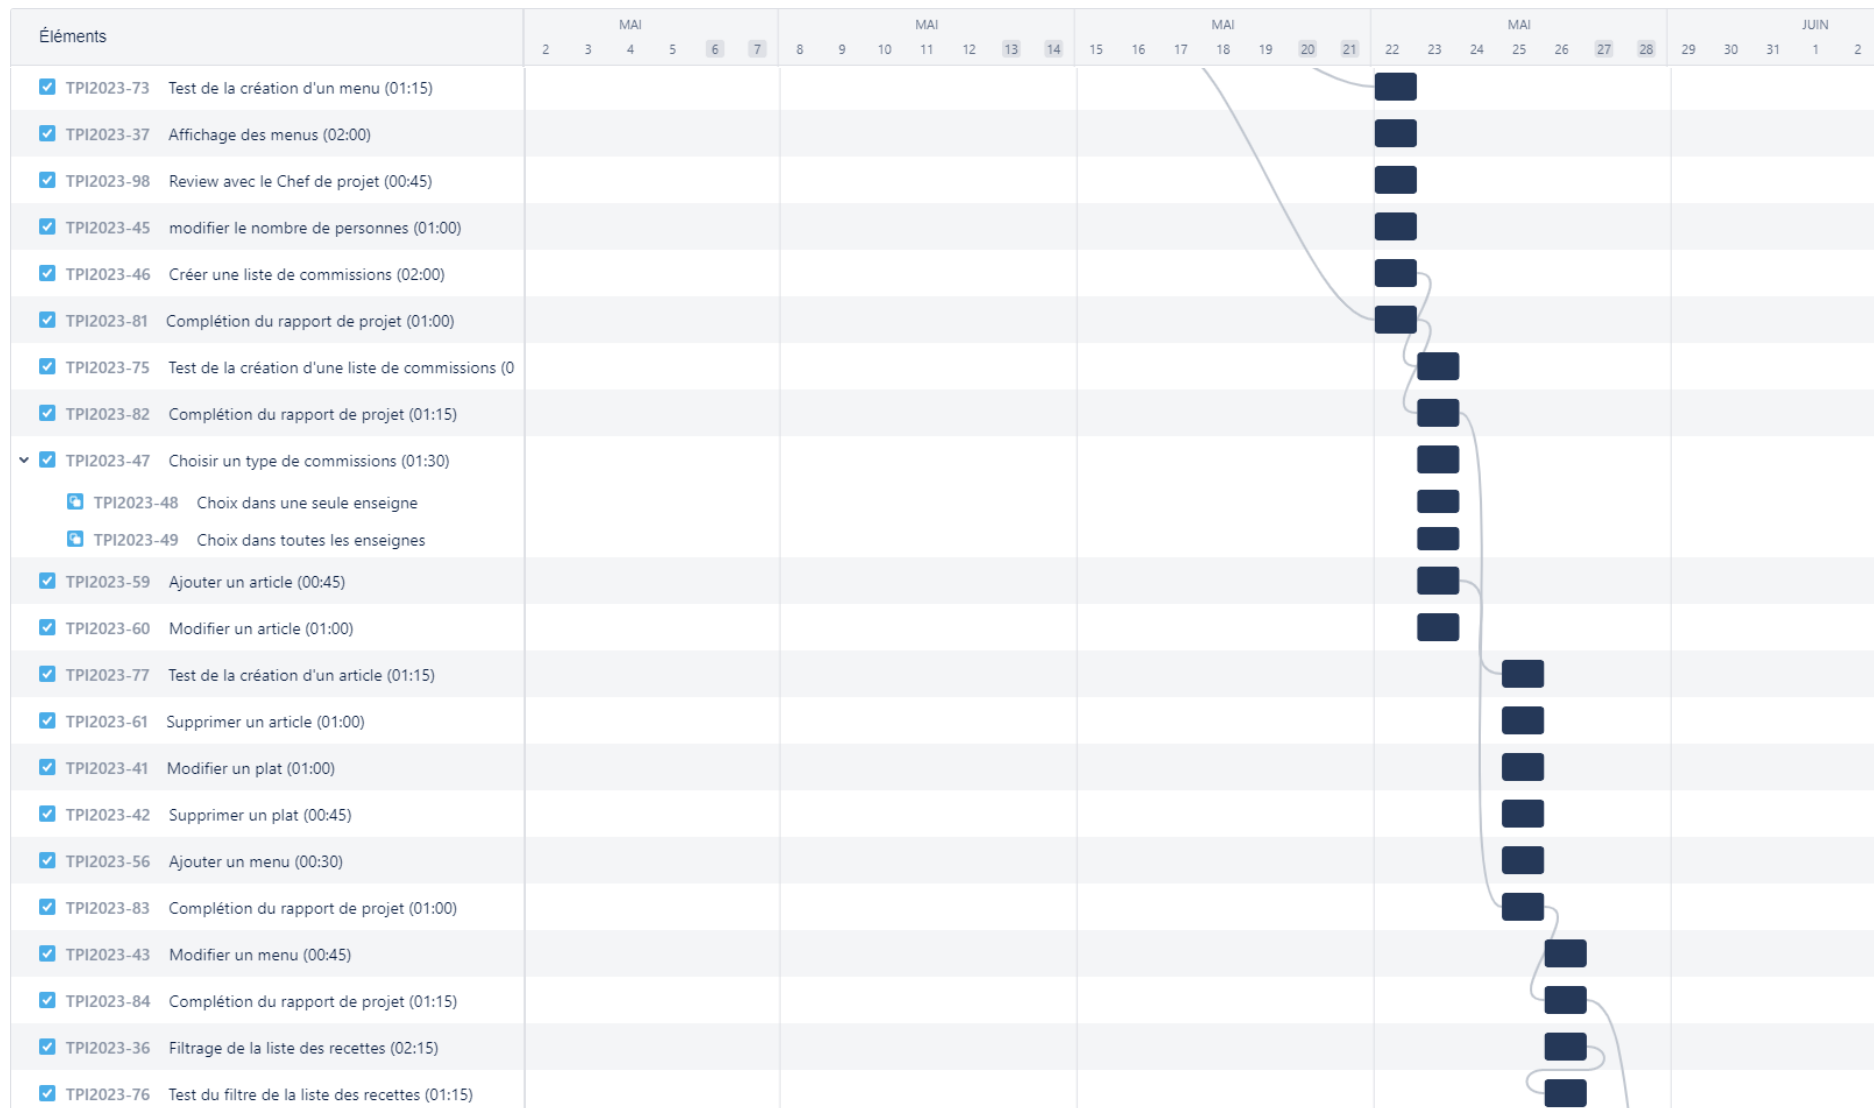 Éléments
MAI MAI MAI MAI JUIN
2 3 4 5 6 7 8 9 10 11 12 13 14 15 16 17 18 19 20 21 22 23 24 25 26 27 28 29 30 31 1 2
TPI2023-73 Test de la création d'un menu (01:15)
TPI2023-37 Affichage des menus (02:00)
TPI2023-98 Review avec le Chef de projet (00:45)
TPI2023-45 modifier le nombre de personnes (01:00)
TPI2023-46 Créer une liste de commissions (02:00)
TPI2023-81 Complétion du rapport de projet (01:00)
TPI2023-75 Test de la création d'une liste de commissions (0
TPI2023-82 Complétion du rapport de projet (01:15)
TPI2023-47 Choisir un type de commissions (01:30)
TPI2023-48 Choix dans une seule enseigne
TPI2023-49 Choix dans toutes les enseignes
TPI2023-59 Ajouter un article (00:45)
TPI2023-60 Modifier un article (01:00)
TPI2023-77 Test de la création d'un article (01:15)
TPI2023-61 Supprimer un article (01:00)
TPI2023-41 Modifier un plat (01:00)
TPI2023-42 Supprimer un plat (00:45)
TPI2023-56 Ajouter un menu (00:30)
TPI2023-83 Complétion du rapport de projet (01:00)
TPI2023-43 Modifier un menu (00:45)
TPI2023-84 Complétion du rapport de projet (01:15)
TPI2023-36 Filtrage de la liste des recettes (02:15)
TPI2023-76 Test du filtre de la liste des recettes (01:15)